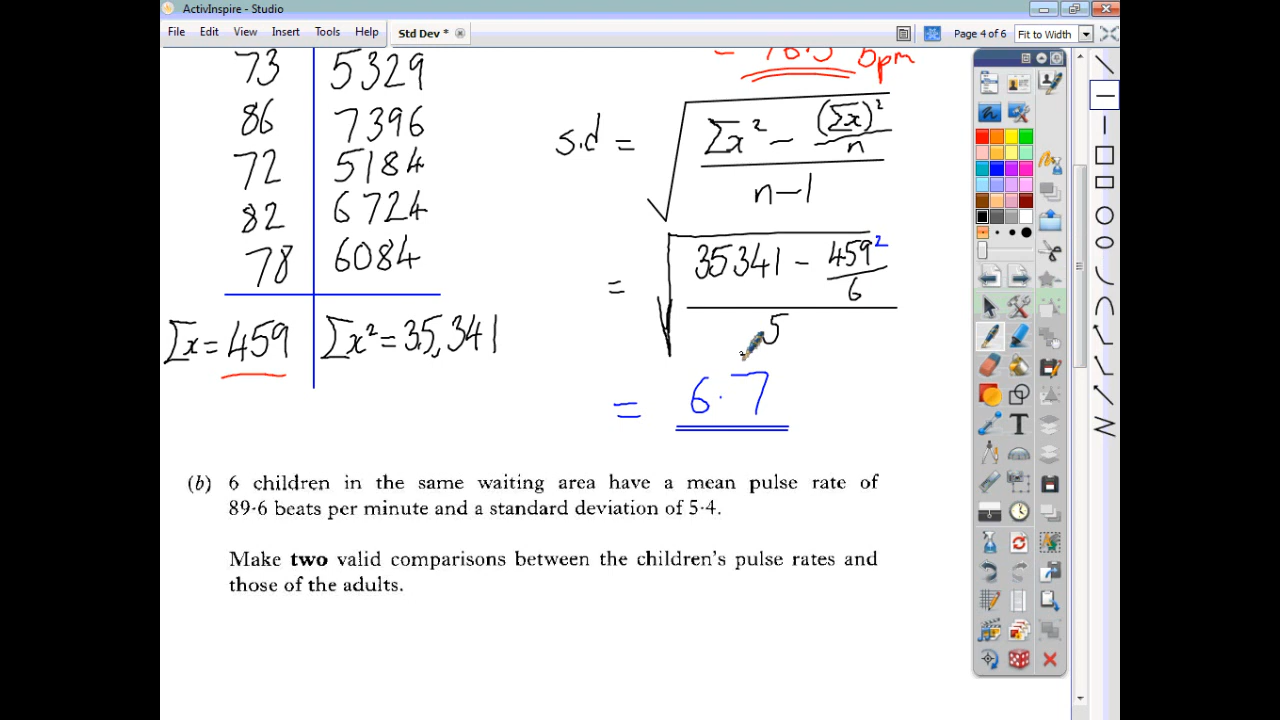 ActivInspire - Studio
File Edit View Insert Tools Help Std Dev * Page 4 of 6 Fit to Width
73 5329
86 7396
72 5184
82 6724
78 6084
Σx = 459 Σx² = 35,341
= 76.5 bpm
s.d = √ Σx² - (Σx)²/n
n-1
= √ 35341 - 459²/6
5
= 6.7
(b) 6 children in the same waiting area have a mean pulse rate of
89·6 beats per minute and a standard deviation of 5·4.
Make two valid comparisons between the children's pulse rates and
those of the adults.